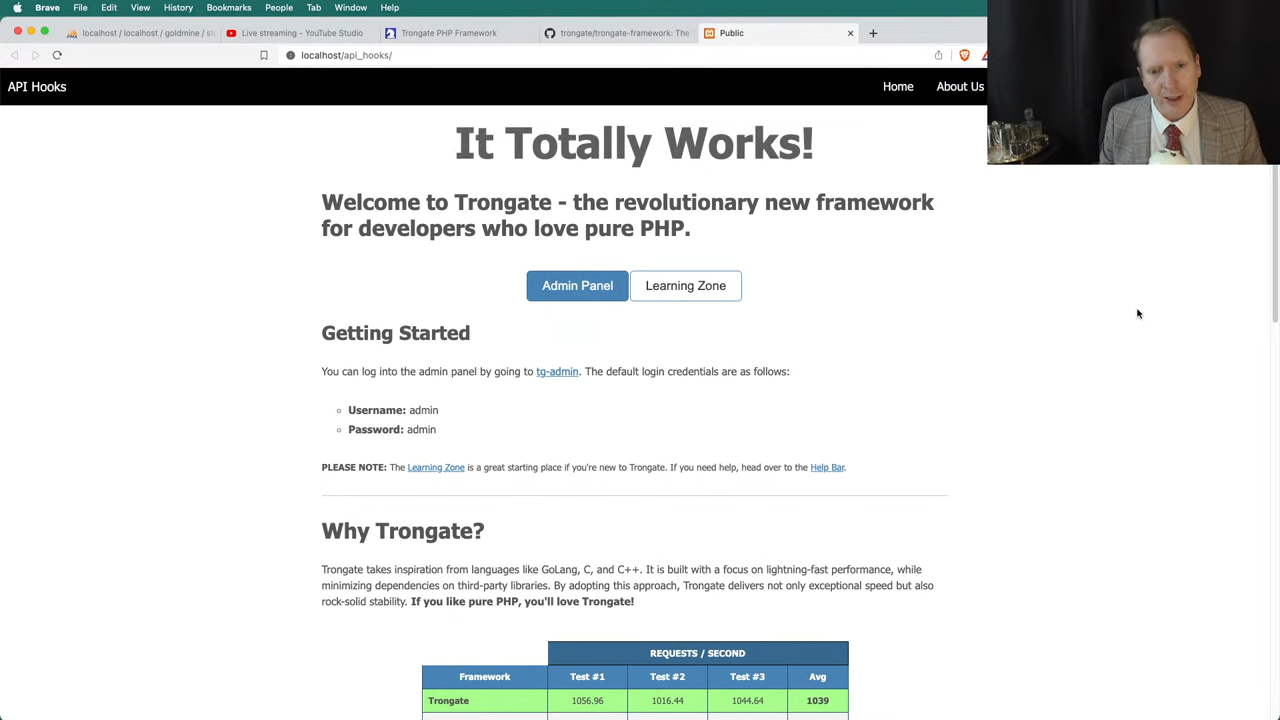 Brave File Edit View History Bookmarks People Tab Window Help
localhost / localhost / goldmine / st
Live streaming - YouTube Studio
Trongate PHP Framework
trongate/trongate-framework: The
Public
localhost/api_hooks/
API Hooks
Home
About Us
It Totally Works!
Welcome to Trongate - the revolutionary new framework
for developers who love pure PHP.
Admin Panel
Learning Zone
Getting Started
You can log into the admin panel by going to tg-admin. The default login credentials are as follows:
Username: admin
Password: admin
PLEASE NOTE: The Learning Zone is a great starting place if you're new to Trongate. If you need help, head over to the Help Bar.
Why Trongate?
Trongate takes inspiration from languages like GoLang, C, and C++. It is built with a focus on lightning-fast performance, while
minimizing dependencies on third-party libraries. By adopting this approach, Trongate delivers not only exceptional speed but also
rock-solid stability. If you like pure PHP, you'll love Trongate!
REQUESTS / SECOND
Framework Test #1 Test #2 Test #3 Avg
Trongate 1056.96 1016.44 1044.64 1039